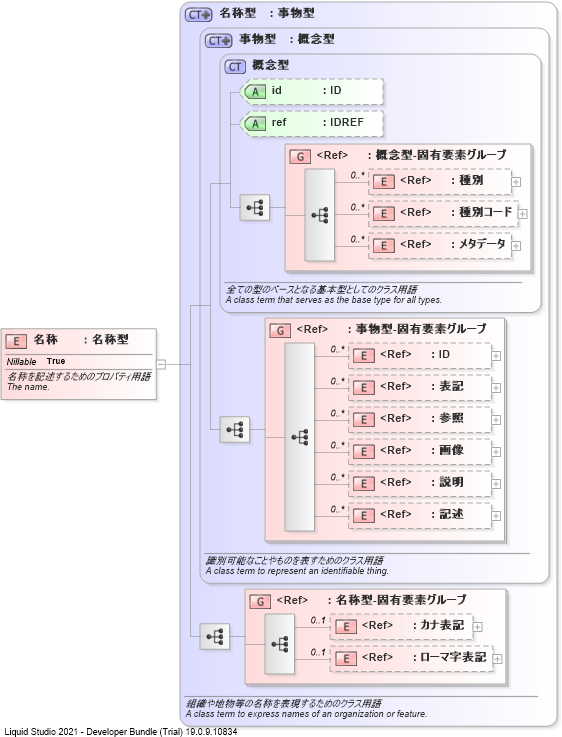 CT 名称型 : 事物型
CT 事物型 : 概念型
CT 概念型
A id : ID
A ref : IDREF
G <Ref> : 概念型-固有要素グループ
0..* E <Ref> : 種別
0..* E <Ref> : 種別コード
0..* E <Ref> : メタデータ
全ての型のベースとなる基本型としてのクラス用語
A class term that serves as the base type for all types.
E 名称 : 名称型
Nillable True
名称を記述するためのプロパティ用語
The name.
G <Ref> : 事物型-固有要素グループ
0..* E <Ref> : ID
0..* E <Ref> : 表記
0..* E <Ref> : 参照
0..* E <Ref> : 画像
0..* E <Ref> : 説明
0..* E <Ref> : 記述
識別可能なことやものを表すためのクラス用語
A class term to represent an identifiable thing.
G <Ref> : 名称型-固有要素グループ
0..1 E <Ref> : カナ表記
0..1 E <Ref> : ローマ字表記
組織や地物等の名称を表現するためのクラス用語
A class term to express names of an organization or feature.
Liquid Studio 2021 - Developer Bundle (Trial) 19.0.9.10834